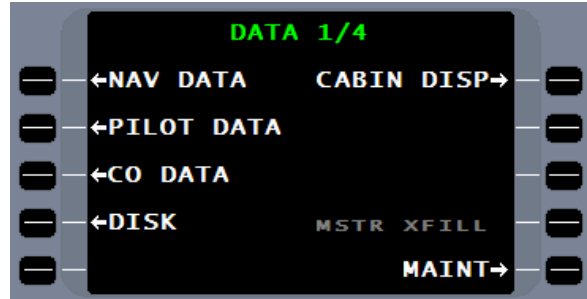 DATA 1/4
←NAV DATA CABIN DISP→
←PILOT DATA
←CO DATA
←DISK MSTR XFILL
MAINT→